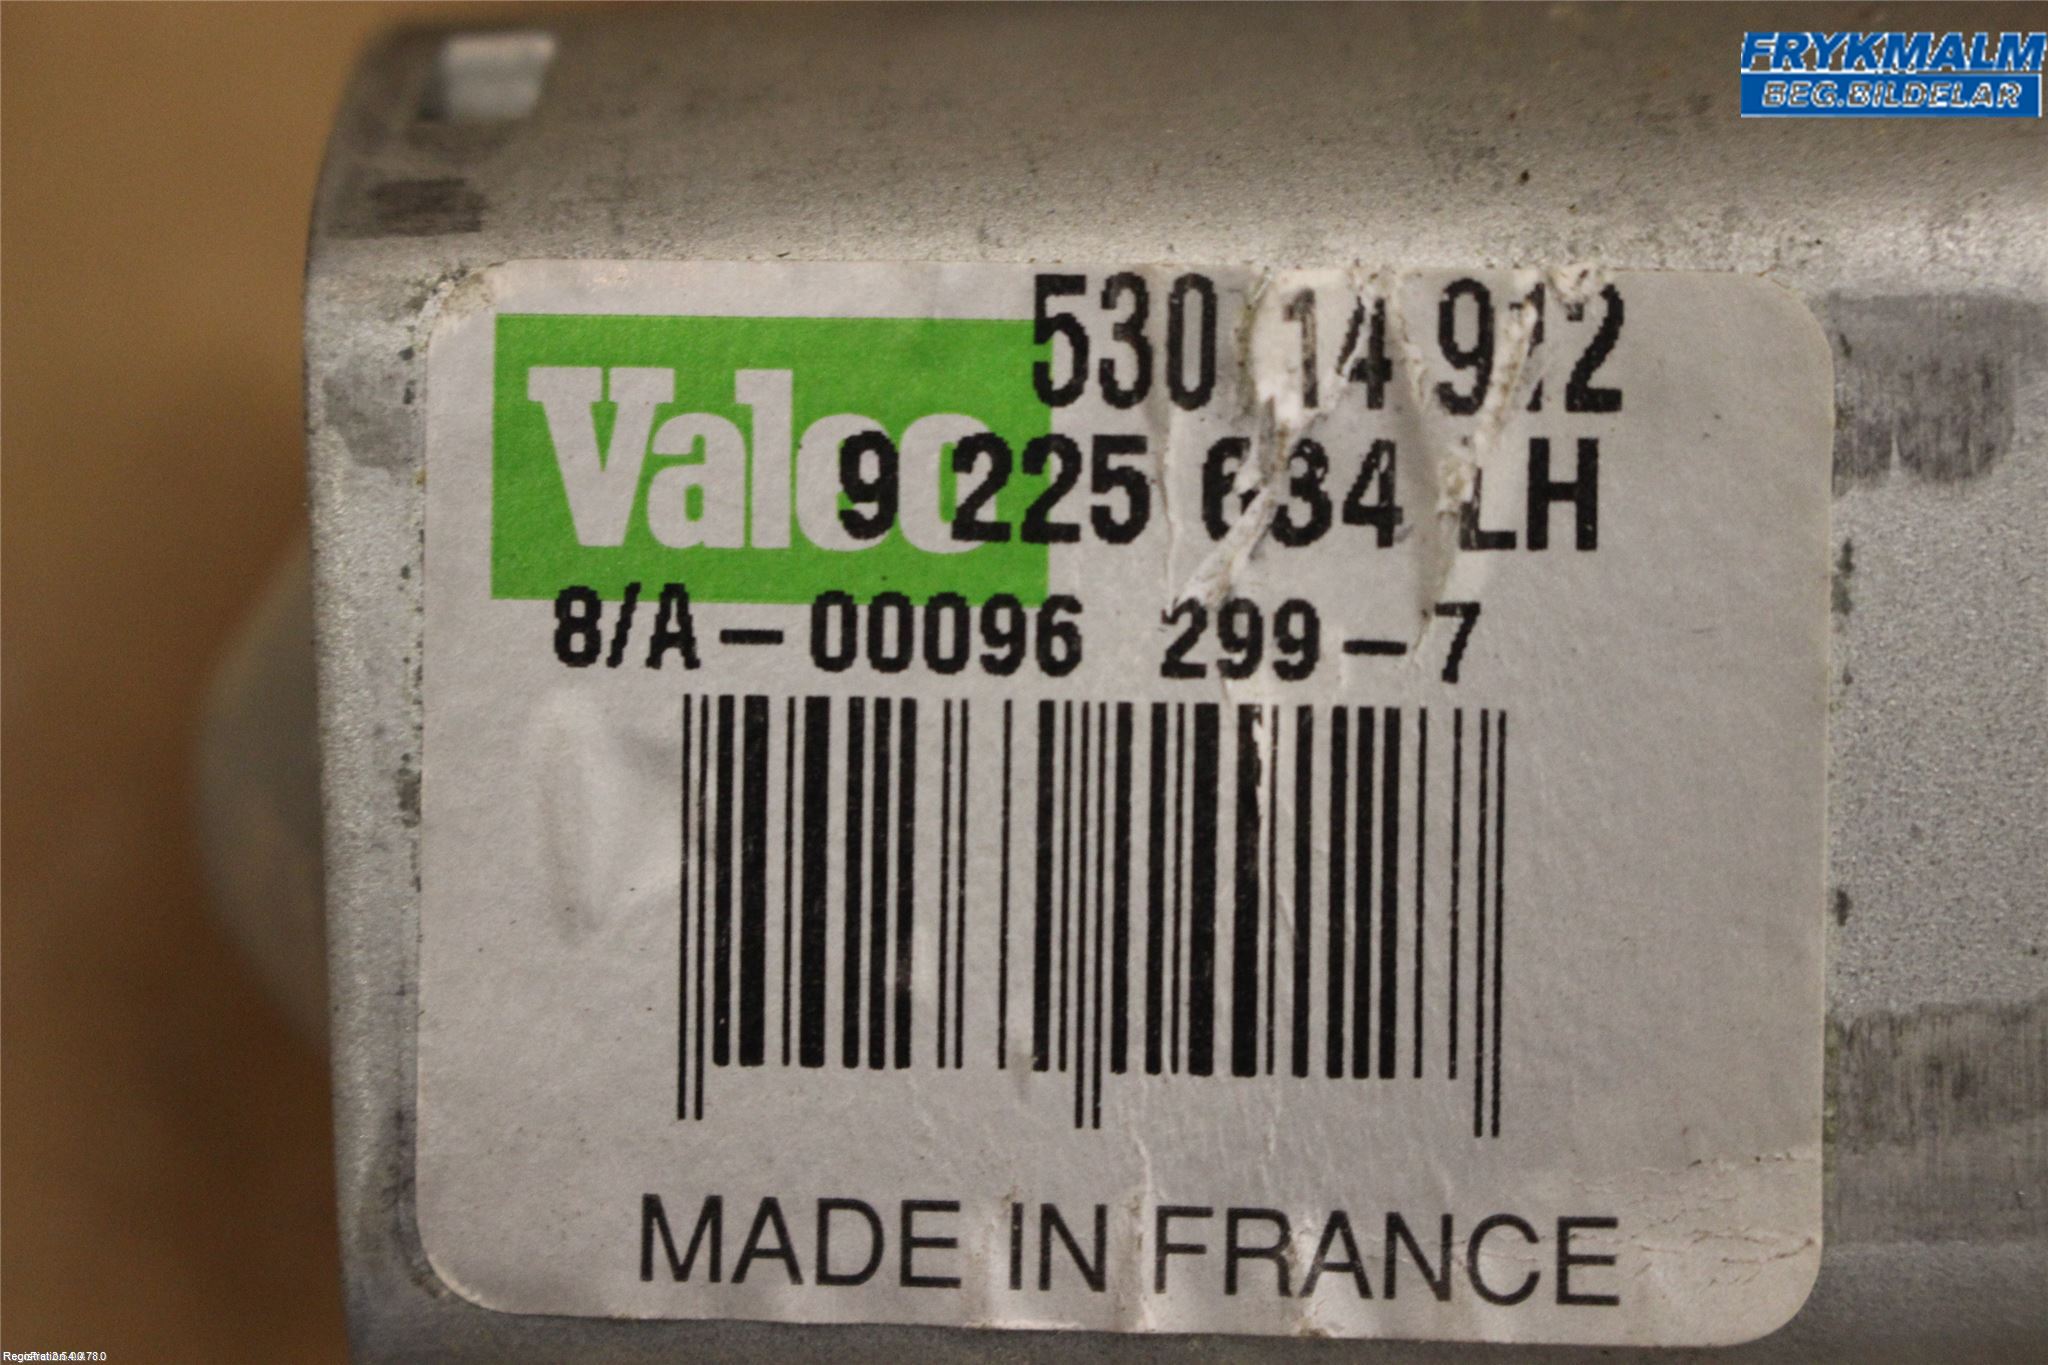 FRYKMALM
BEG.BILDELAR
Valeo
530 14 912
9 225 634 LH
8/A-00096 299-7
MADE IN FRANCE